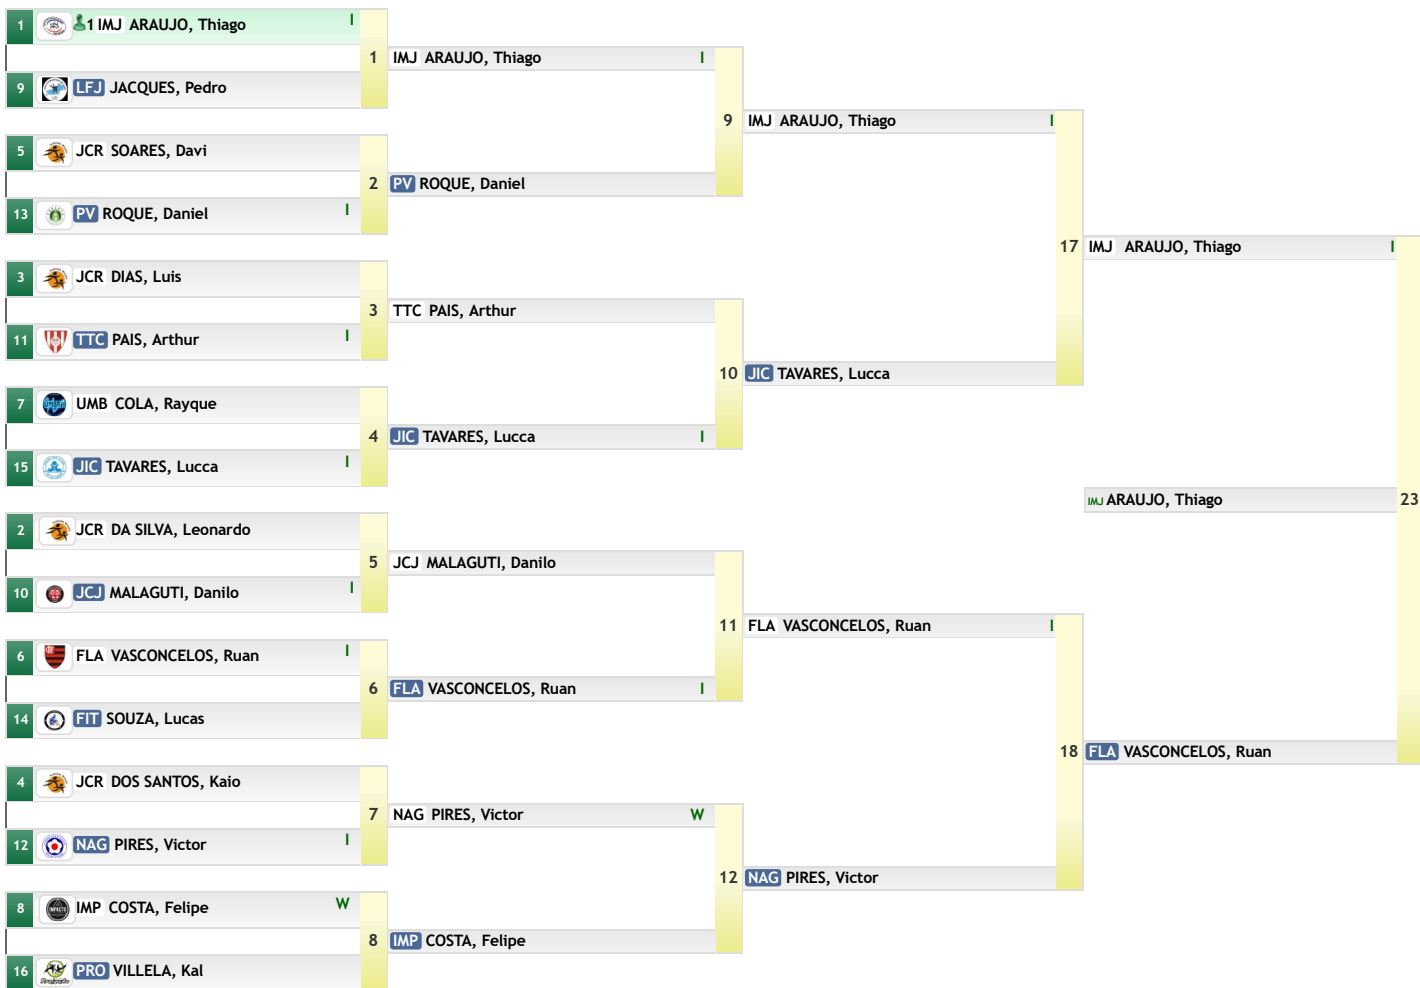 1 1 IMJ ARAUJO, Thiago I
1 IMJ ARAUJO, Thiago I
9 LFJ JACQUES, Pedro
9 IMJ ARAUJO, Thiago I
5 JCR SOARES, Davi
2 PV ROQUE, Daniel
13 PV ROQUE, Daniel I
17 IMJ ARAUJO, Thiago I
3 JCR DIAS, Luis
3 TTC PAIS, Arthur
11 TTC PAIS, Arthur I
10 JIC TAVARES, Lucca
7 UMB COLA, Rayque
4 JIC TAVARES, Lucca I
15 JIC TAVARES, Lucca I
IMJ ARAUJO, Thiago 23
2 JCR DA SILVA, Leonardo
5 JCJ MALAGUTI, Danilo
10 JCJ MALAGUTI, Danilo I
11 FLA VASCONCELOS, Ruan I
6 FLA VASCONCELOS, Ruan I
6 FLA VASCONCELOS, Ruan I
14 FIT SOUZA, Lucas
18 FLA VASCONCELOS, Ruan
4 JCR DOS SANTOS, Kaio
7 NAG PIRES, Victor W
12 NAG PIRES, Victor I
12 NAG PIRES, Victor
8 IMP COSTA, Felipe W
8 IMP COSTA, Felipe
16 PRO VILLELA, Kal